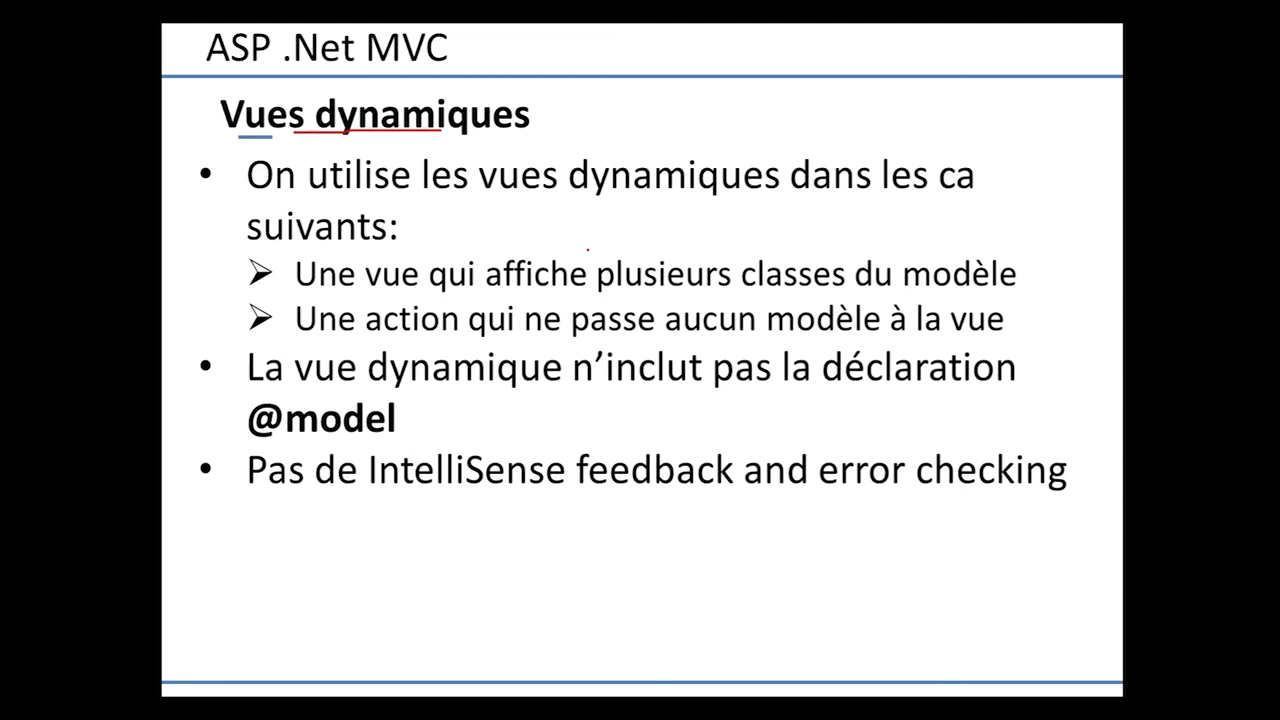 ASP .Net MVC
Vues dynamiques
• On utilise les vues dynamiques dans les ca
suivants:
➢ Une vue qui affiche plusieurs classes du modèle
➢ Une action qui ne passe aucun modèle à la vue
• La vue dynamique n’inclut pas la déclaration
@model
• Pas de IntelliSense feedback and error checking